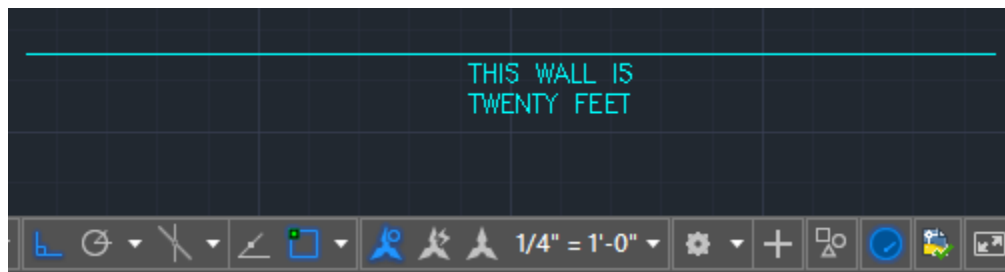 THIS WALL IS
TWENTY FEET
1/4" = 1'-0"